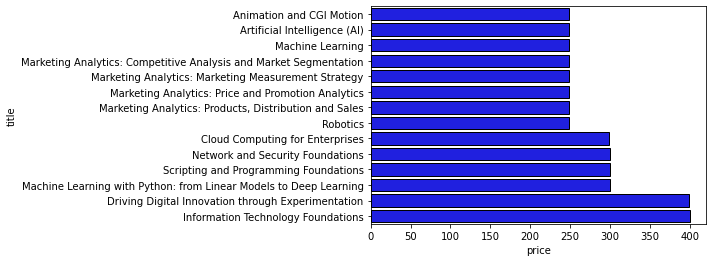 Animation and CGI Motion
Artificial Intelligence (AI)
Machine Learning
Marketing Analytics: Competitive Analysis and Market Segmentation
Marketing Analytics: Marketing Measurement Strategy
Marketing Analytics: Price and Promotion Analytics
Marketing Analytics: Products, Distribution and Sales
Robotics
Cloud Computing for Enterprises
Network and Security Foundations
Scripting and Programming Foundations
Machine Learning with Python: from Linear Models to Deep Learning
Driving Digital Innovation through Experimentation
Information Technology Foundations
title
0 50 100 150 200 250 300 350 400
price